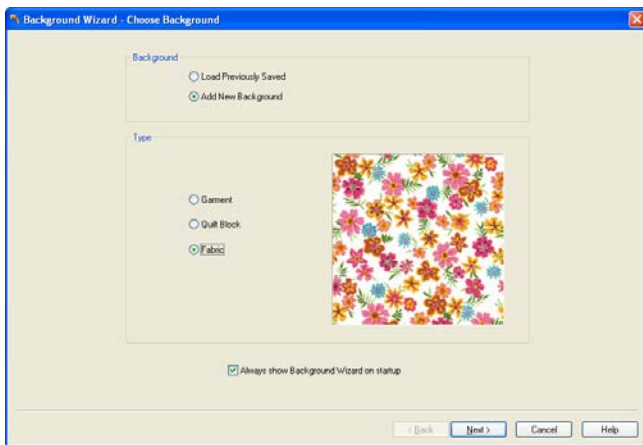 Background Wizard - Choose Background
Background
Load Previously Saved
Add New Background
Type
Garment
Quilt Block
Fabric
Always show Background Wizard on startup
< Back
Next >
Cancel
Help